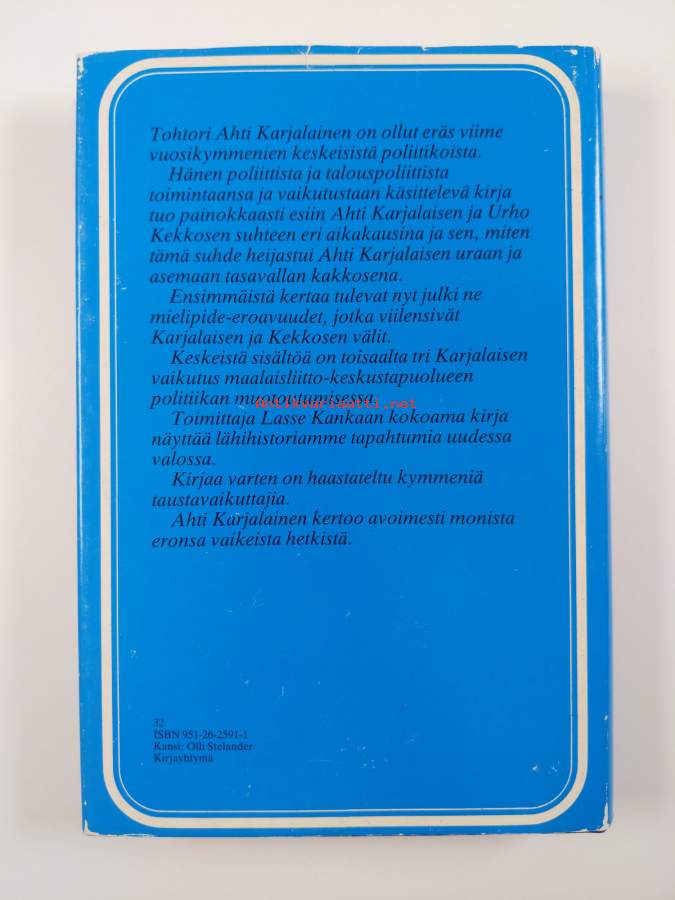 Tohtori Ahti Karjalainen on ollut eräs viime
vuosikymmenien keskeisistä poliitikoista.
Hänen poliittista ja talouspoliittista
toimintaansa ja vaikutustaan käsittelevä kirja
tuo painokkaasti esiin Ahti Karjalaisen ja Urho
Kekkosen suhteen eri aikakausina ja sen, miten
tämä suhde heijastui Ahti Karjalaisen uraan ja
asemaan tasavallan kakkosena.
Ensimmäistä kertaa tulevat nyt julki ne
mielipide-eroavuudet, jotka viilensivät
Karjalaisen ja Kekkosen välit.
Keskeistä sisältöä on toisaalta tri Karjalaisen
vaikutus maalaisliitto-keskustapuolueen
politiikan muotoutumisessa.
antikvariaatti.net
Toimittaja Lasse Kankaan kokoama kirja
näyttää lähihistoriamme tapahtumia uudessa
valossa.
Kirjaa varten on haastateltu kymmeniä
taustavaikuttajia.
Ahti Karjalainen kertoo avoimesti monista
eronsa vaikeista hetkistä.
32
ISBN 951-26-2591-1
Kansi: Olli Stelander
Kirjayhtymä